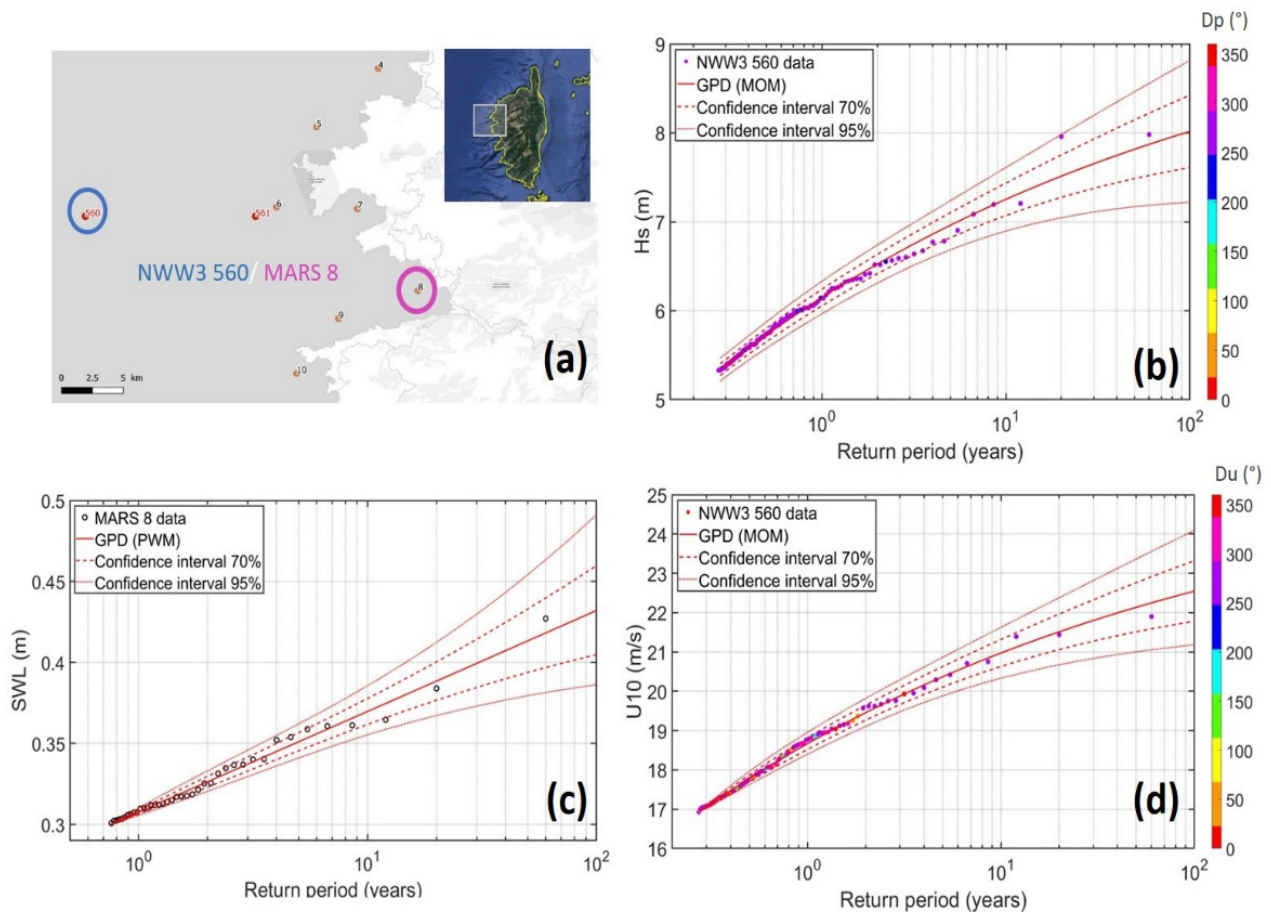 4
5
6
7
560
561
NWW3 560 / MARS 8
8
9
10
0 2.5 5 km
(a)
Dp (°)
NWW3 560 data
GPD (MOM)
Confidence interval 70%
Confidence interval 95%
9
8
7
6
5
Hs (m)
10^0
10^1
10^2
Return period (years)
350
300
250
200
150
100
50
0
(b)
MARS 8 data
GPD (PWM)
Confidence interval 70%
Confidence interval 95%
0.5
0.45
0.4
0.35
0.3
SWL (m)
10^0
10^1
10^2
Return period (years)
(c)
Du (°)
NWW3 560 data
GPD (MOM)
Confidence interval 70%
Confidence interval 95%
25
24
23
22
21
20
19
18
17
16
U10 (m/s)
10^0
10^1
10^2
Return period (years)
350
300
250
200
150
100
50
0
(d)